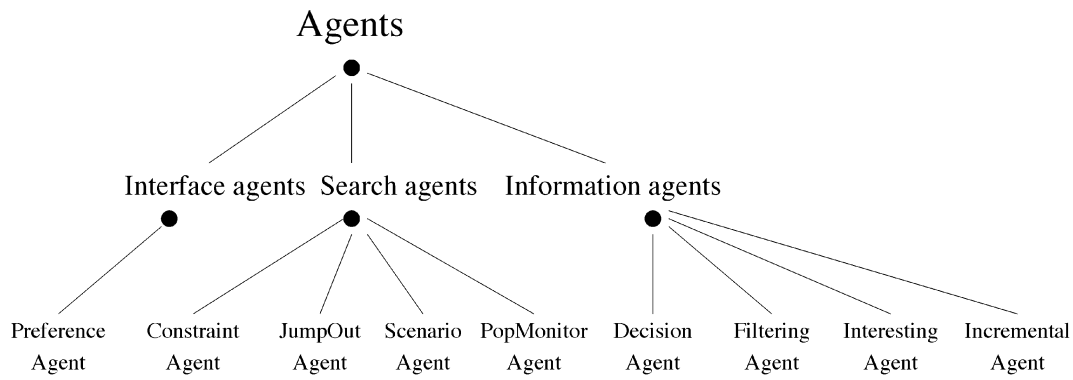 Agents
Interface agents Search agents Information agents
Preference Constraint JumpOut Scenario PopMonitor Decision Filtering Interesting Incremental
Agent Agent Agent Agent Agent Agent Agent Agent Agent